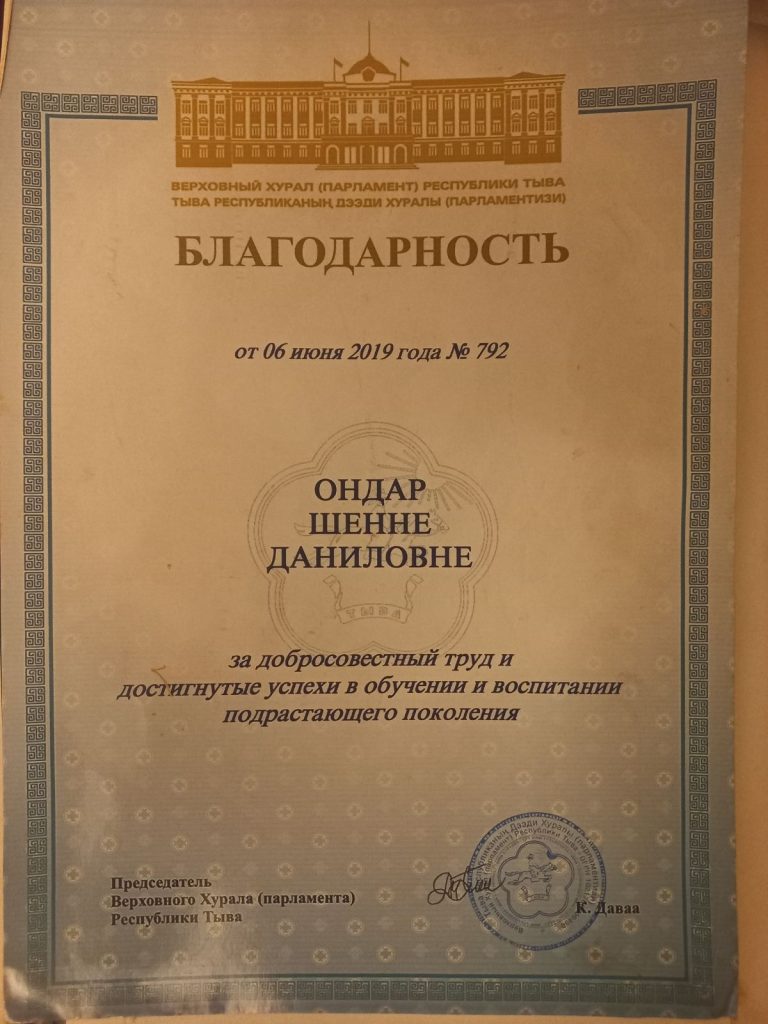 ВЕРХОВНЫЙ ХУРАЛ (ПАРЛАМЕНТ) РЕСПУБЛИКИ ТЫВА
ТЫВА РЕСПУБЛИКАНЫҢ ДЭЭДИ ХУРАЛЫ (ПАРЛАМЕНТИЗИ)
БЛАГОДАРНОСТЬ
от 06 июня 2019 года № 792
ОНДАР
ШЕННЕ
ДАНИЛОВНЕ
ТЫВА
за добросовестный труд и
достигнутые успехи в обучении и воспитании
подрастающего поколения
Председатель
Верховного Хурала (парламента)
Республики Тыва
К. Даваа